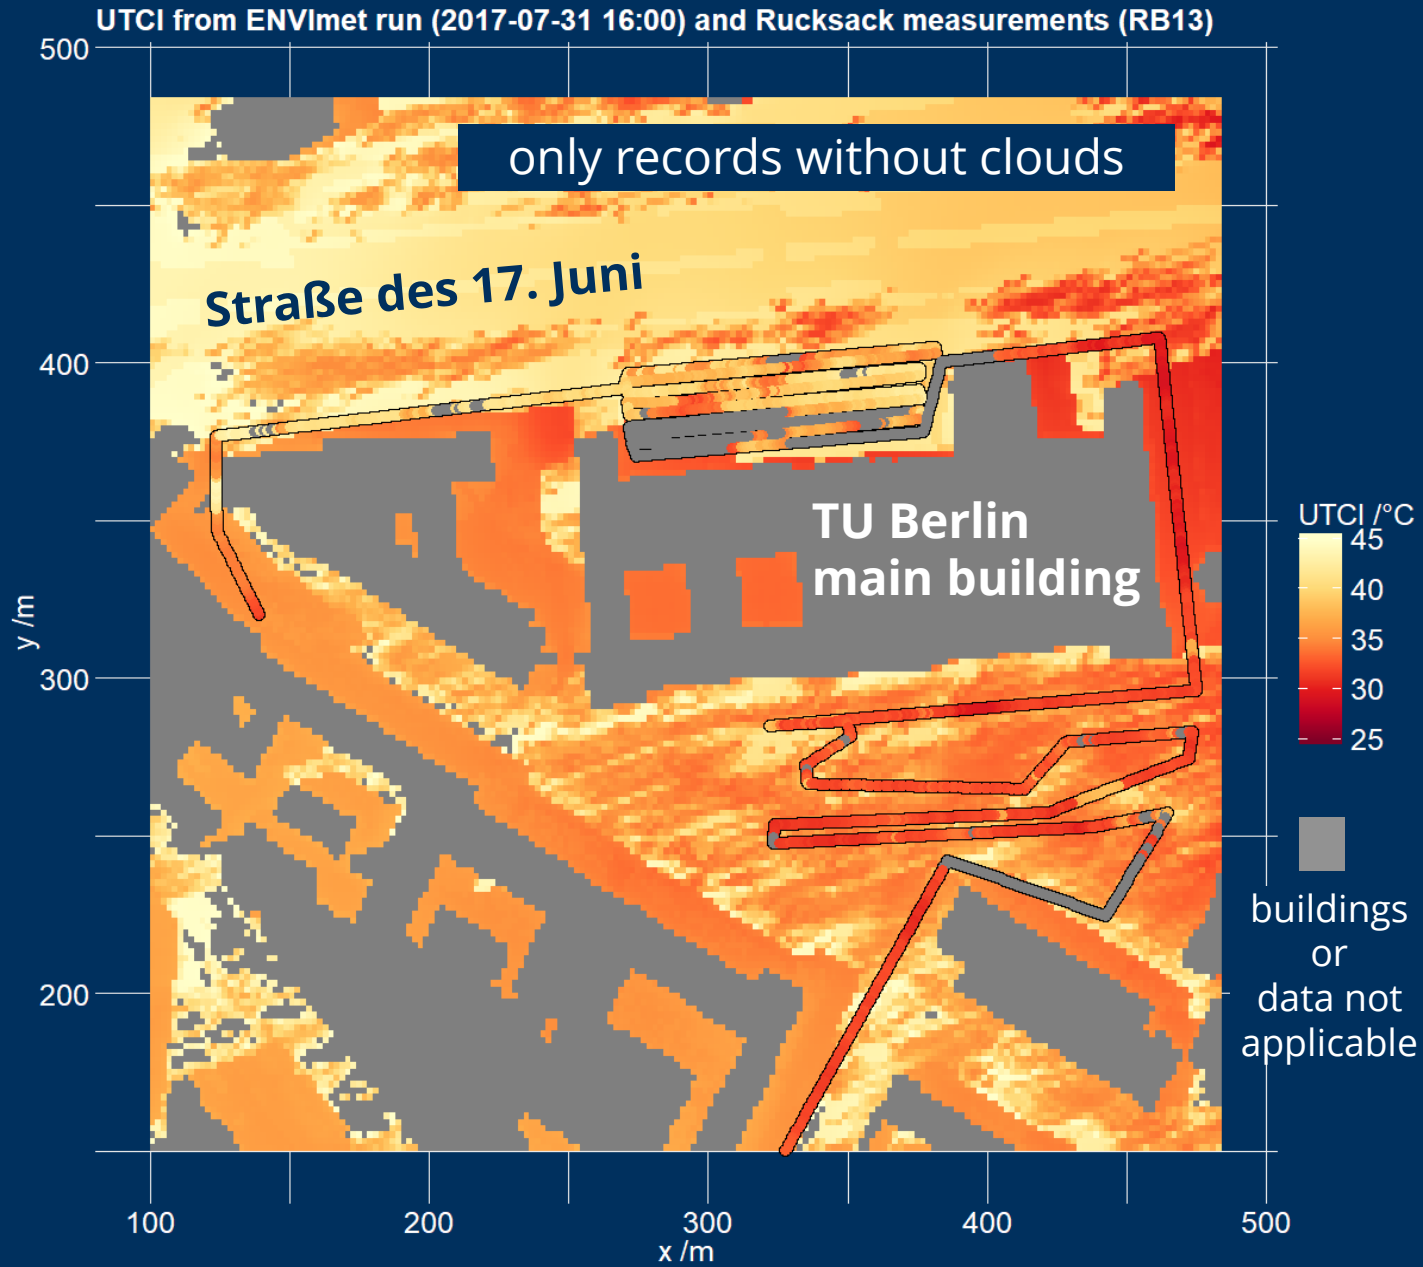 UTCI from ENVImet run (2017-07-31 16:00) and Rucksack measurements (RB13)
500
only records without clouds
Straße des 17. Juni
400
TU Berlin
main building
UTCI /°C
45
40
35
30
25
y /m
300
buildings
or
data not
applicable
200
100
200
300
400
500
x /m